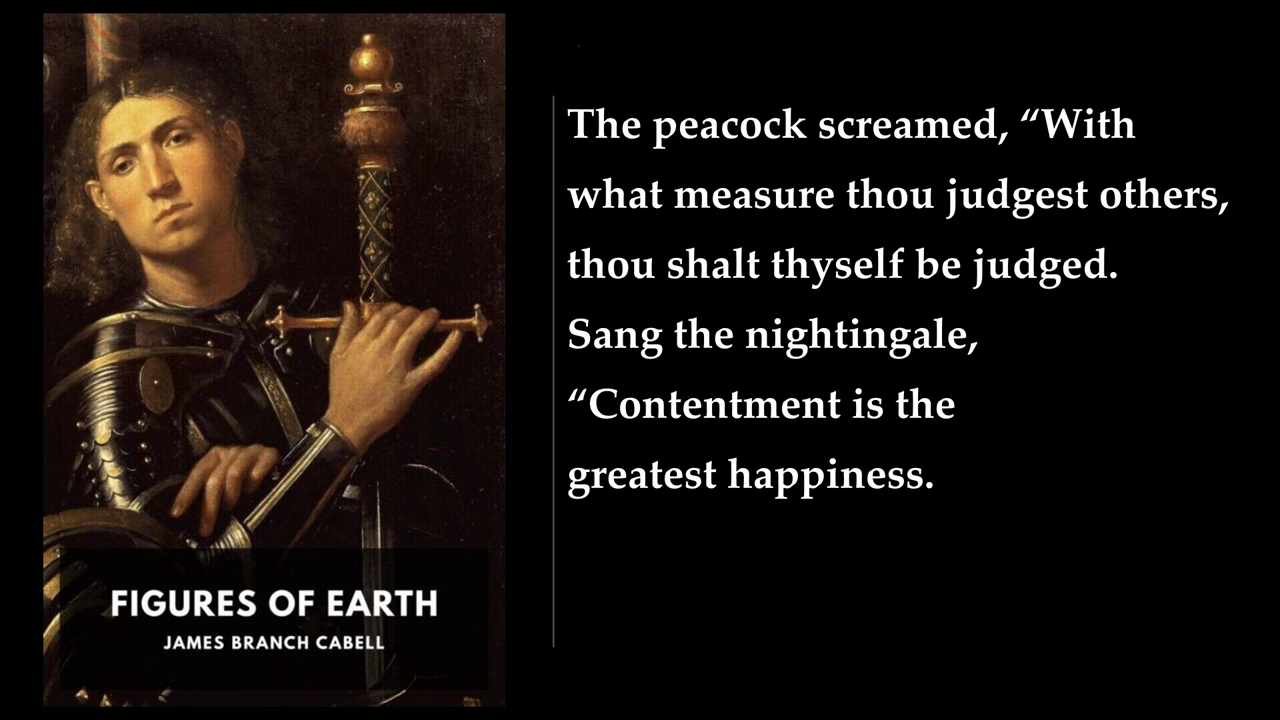 FIGURES OF EARTH
JAMES BRANCH CABELL
The peacock screamed, “With
what measure thou judgest others,
thou shalt thyself be judged.
Sang the nightingale,
“Contentment is the
greatest happiness.